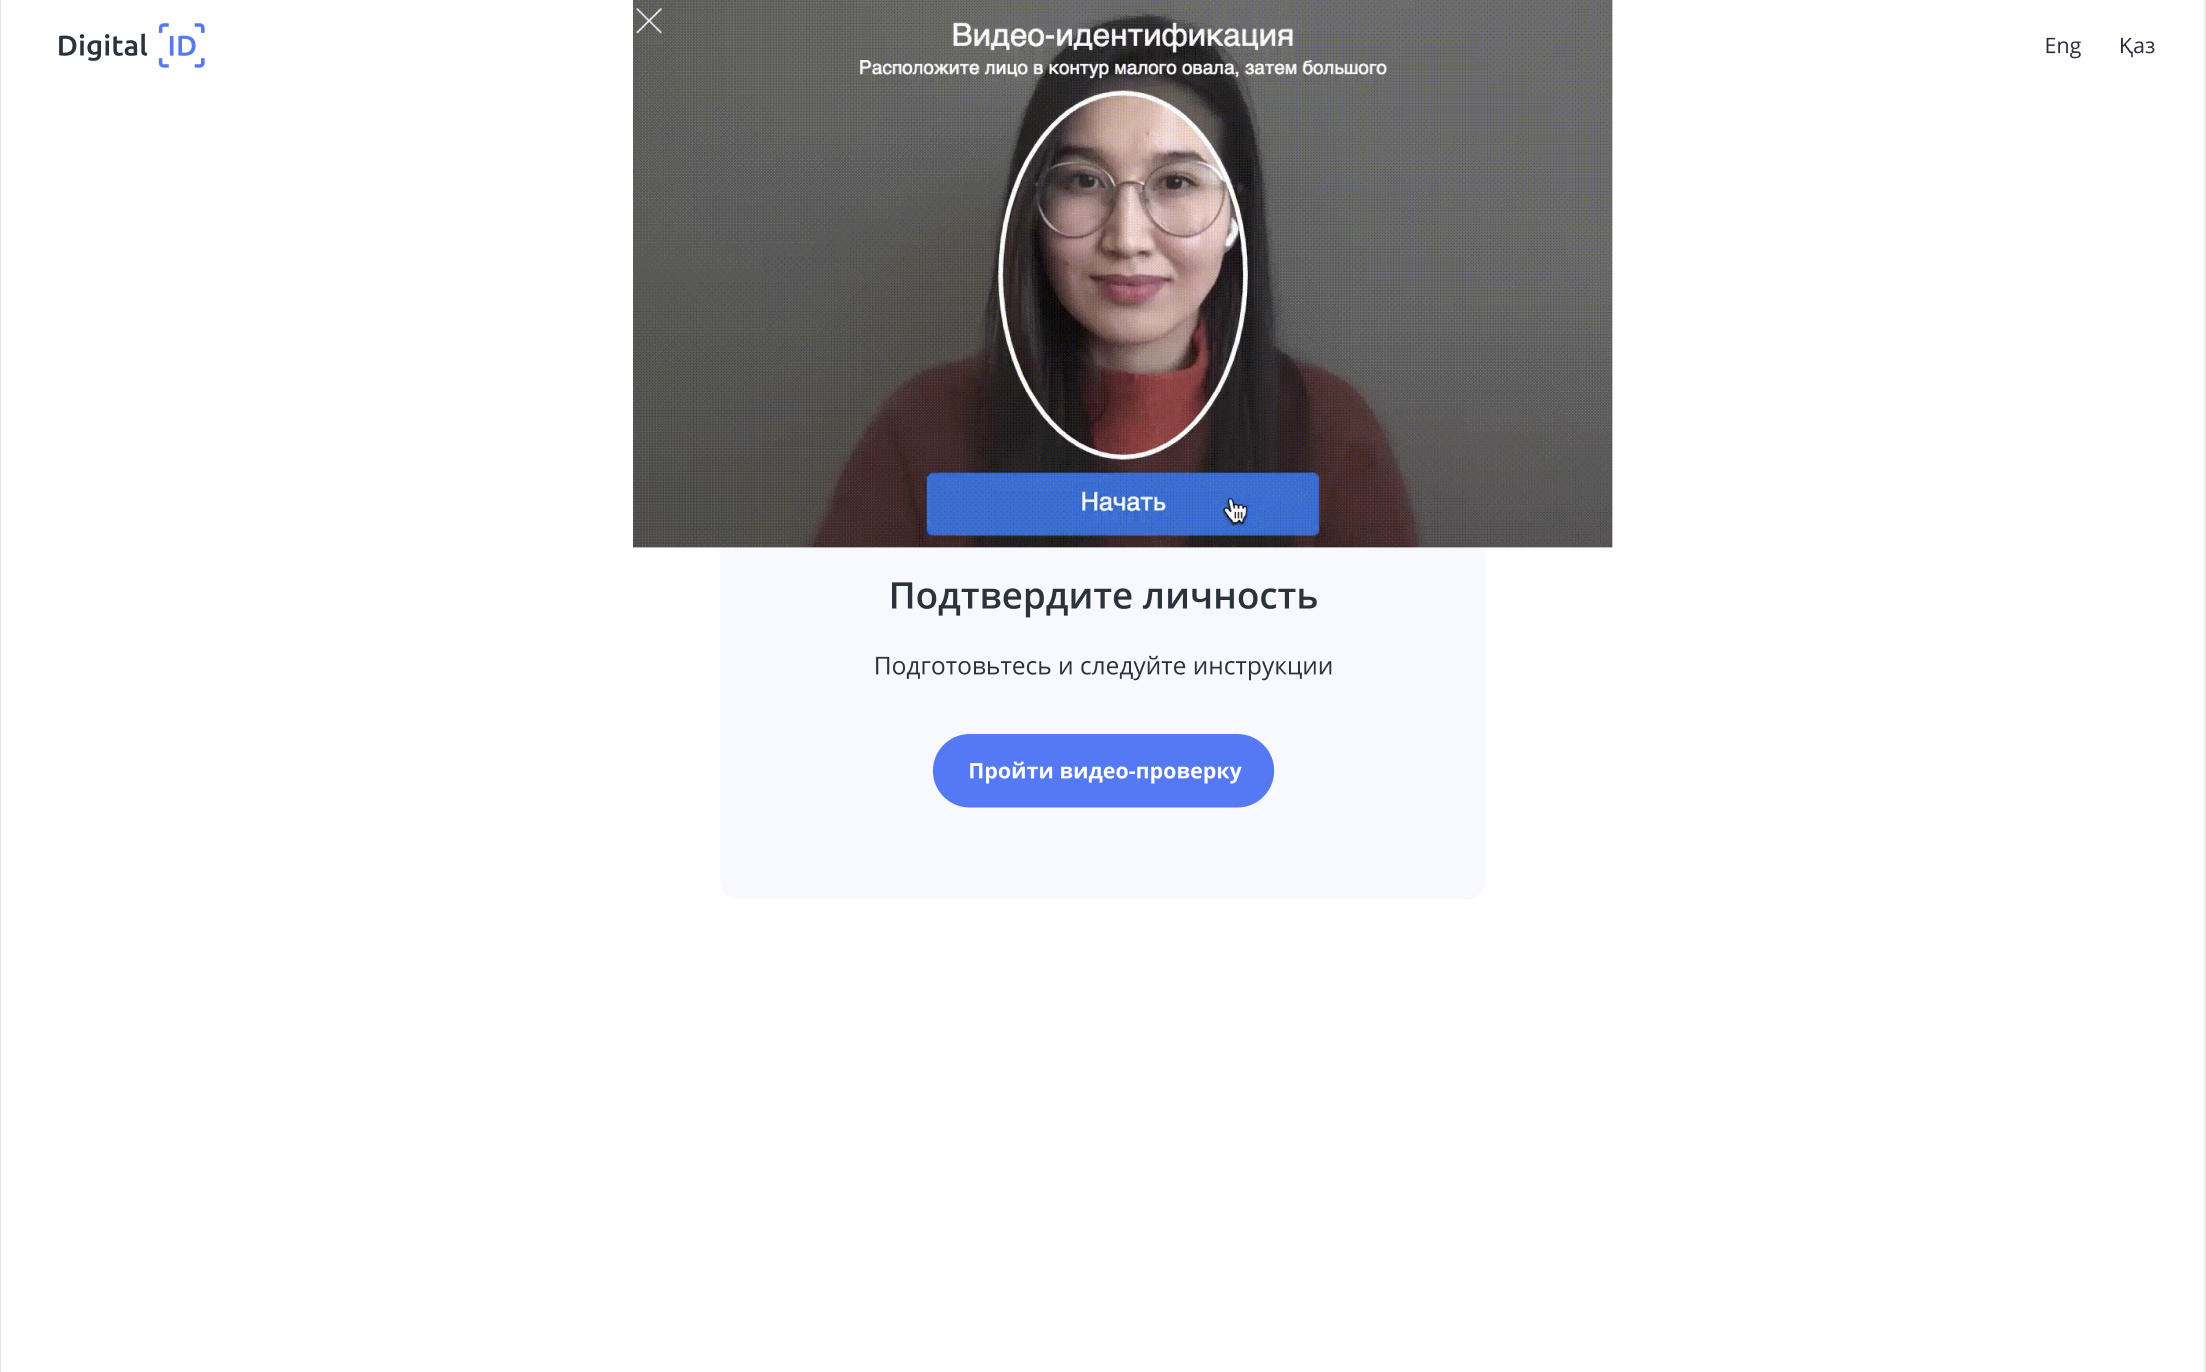 Digital ID
Eng Қаз
Видео-идентификация
Расположите лицо в контур малого овала, затем большого
Начать
Подтвердите личность
Подготовьтесь и следуйте инструкции
Пройти видео-проверку